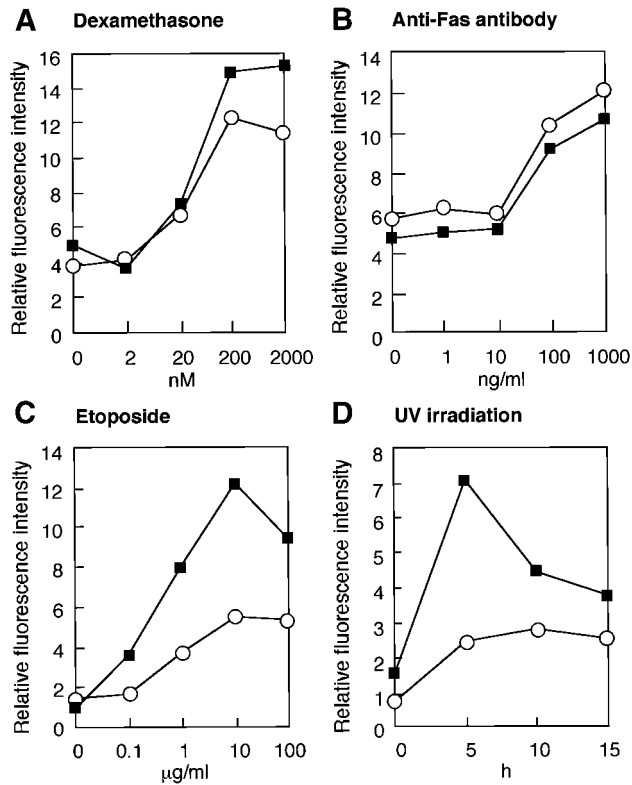 A Dexamethasone
Relative fluorescence intensity
16
14
12
10
8
6
4
2
0
0 2 20 200 2000
nM
B Anti-Fas antibody
Relative fluorescence intensity
14
12
10
8
6
4
2
0
0 1 10 100 1000
ng/ml
C Etoposide
Relative fluorescence intensity
14
12
10
8
6
4
2
0
0 0.1 1 10 100
μg/ml
D UV irradiation
Relative fluorescence intensity
8
7
6
5
4
3
2
1
0
0 5 10 15
h